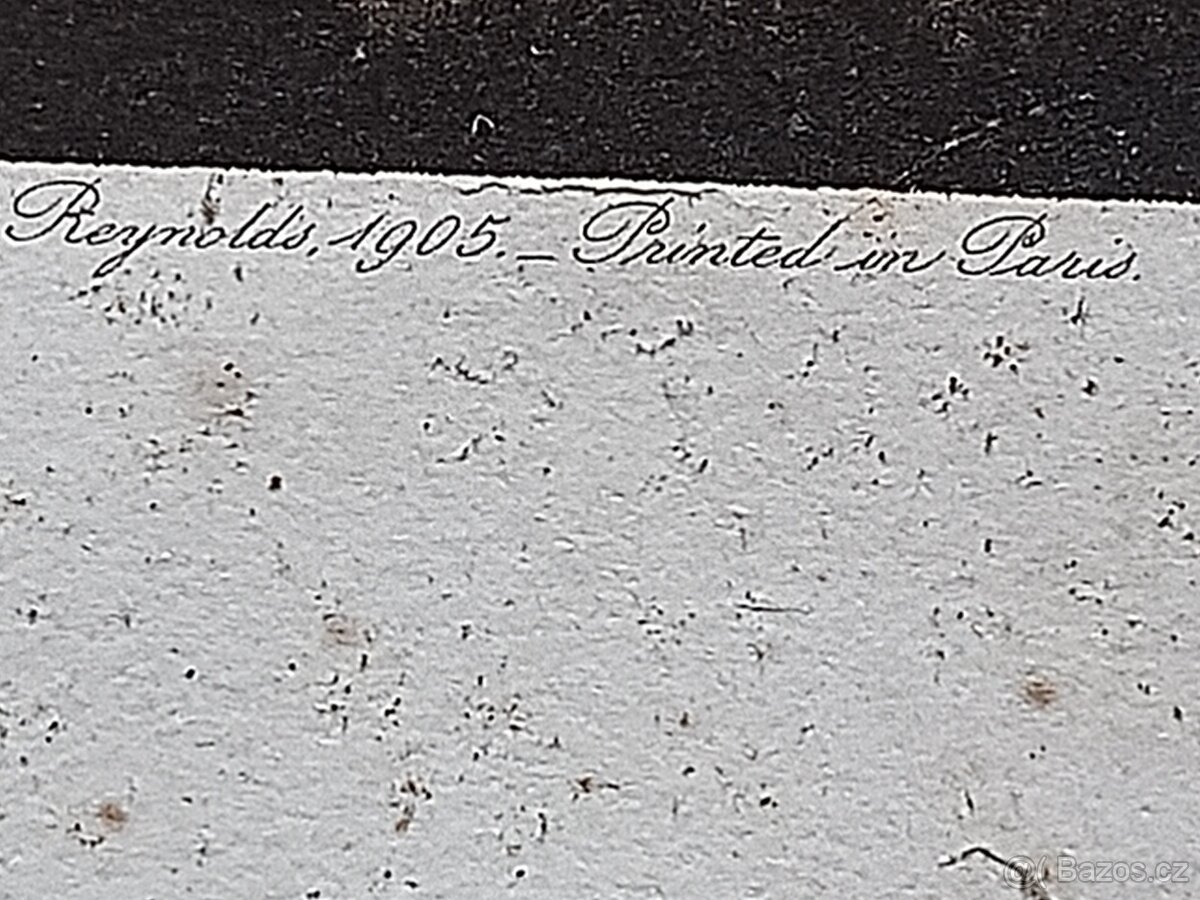 Reynolds, 1905. – Printed in Paris.
@( Bazos.cz